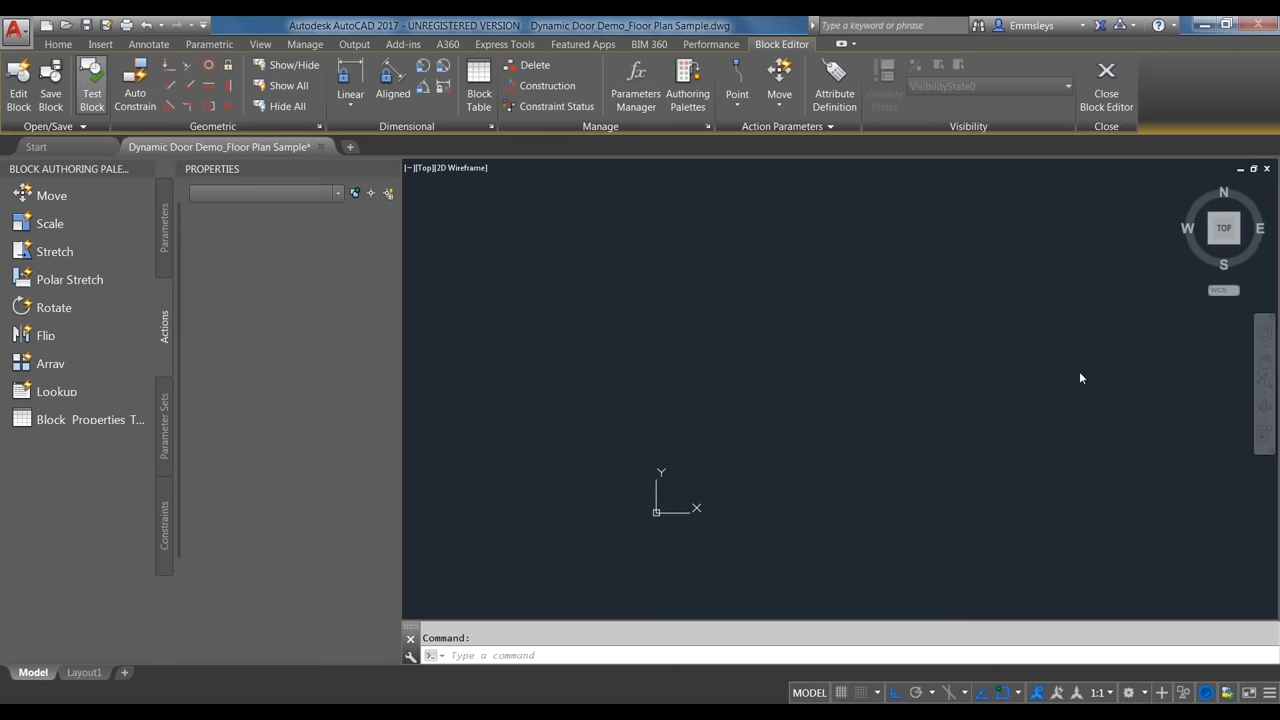 Autodesk AutoCAD 2017 - UNREGISTERED VERSION Dynamic Door Demo_Floor Plan Sample.dwg
Type a keyword or phrase
Emmsleys
Home Insert Annotate Parametric View Manage Output Add-ins A360 Express Tools Featured Apps BIM 360 Performance Block Editor
Edit Block
Save Block
Test Block
Open/Save
Auto Constrain
Show/Hide
Show All
Hide All
Geometric
Linear
Aligned
Dimensional
Block Table
Delete
Construction
Constraint Status
Parameters Manager
Authoring Palettes
Manage
Point
Move
Action Parameters
Attribute Definition
Visibility States
VisibilityState0
Visibility
Close Block Editor
Close
Start
Dynamic Door Demo_Floor Plan Sample*
BLOCK AUTHORING PALE...
Move
Scale
Stretch
Polar Stretch
Rotate
Flip
Array
Lookup
Block Properties T...
Parameters
Actions
Parameter Sets
Constraints
PROPERTIES
[−][Top][2D Wireframe]
N
W TOP E
S
WCS
Y
X
Command:
Type a command
Model Layout1
MODEL
1:1